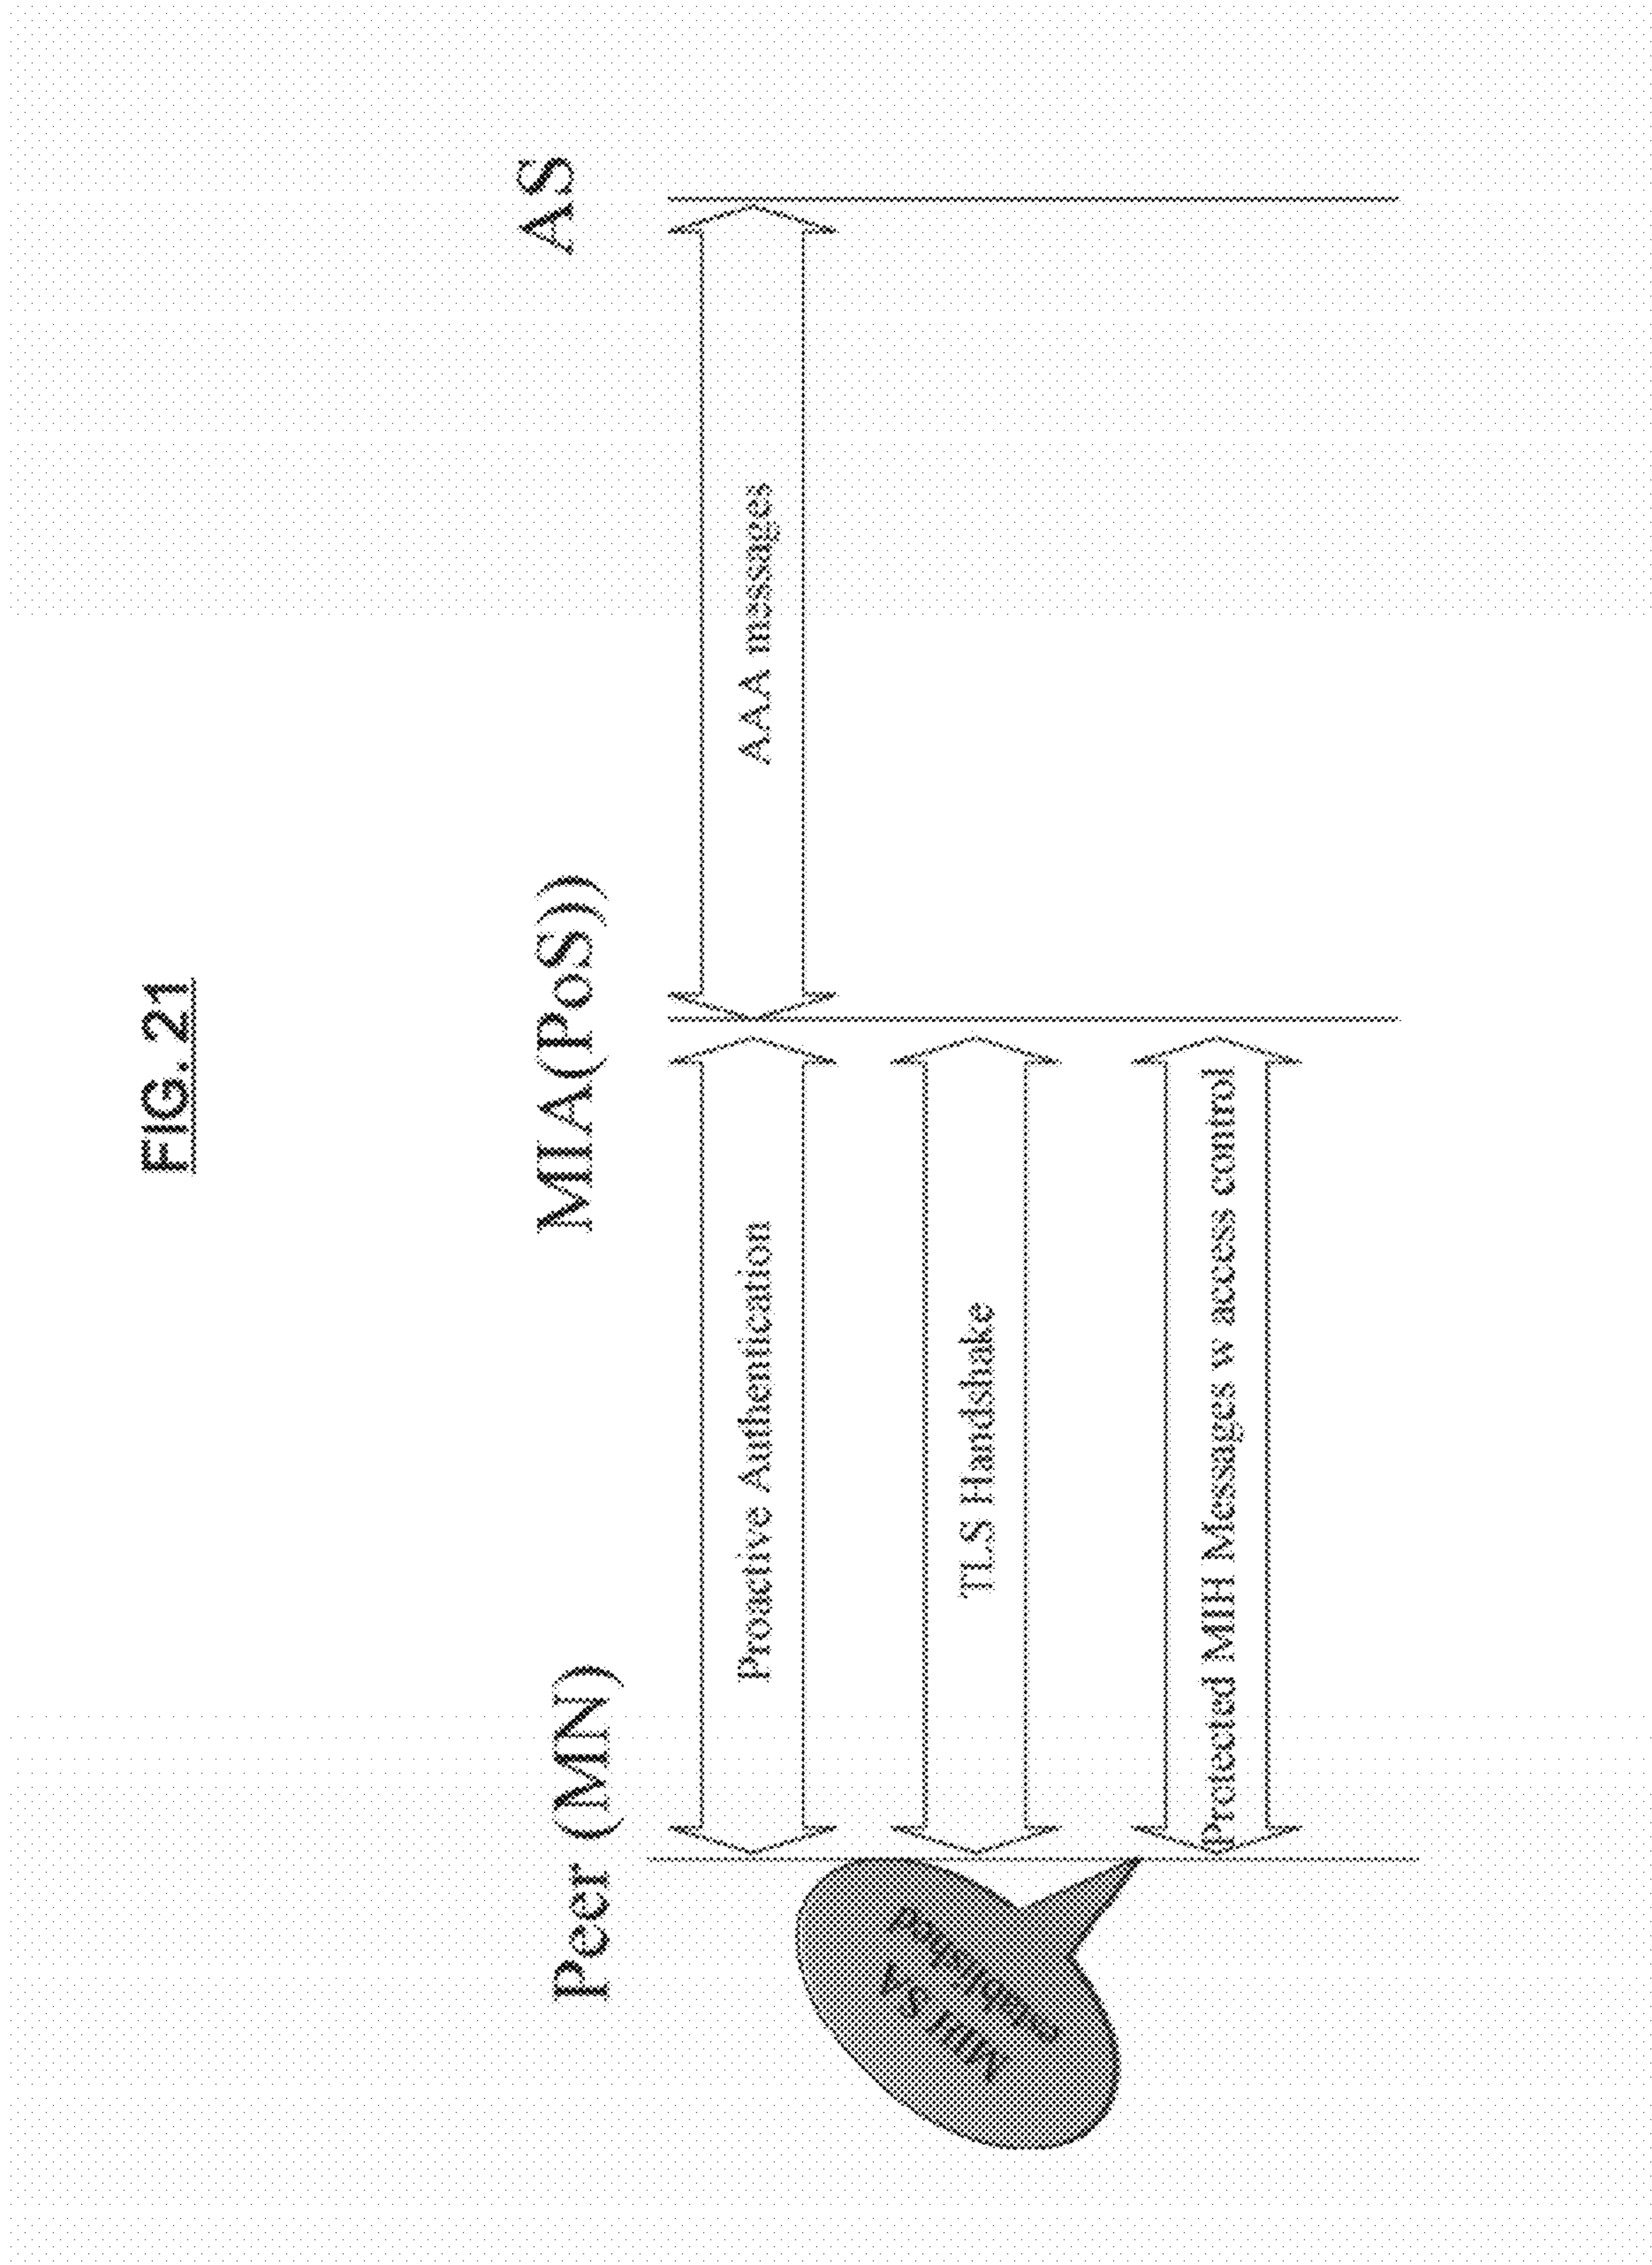 FIG. 21
Peer (MN)
MIA(PoS))
AS
Proactive Authentication
AAA messages
TLS Handshake
MIH SA
established
Protected MIH Messages w access control